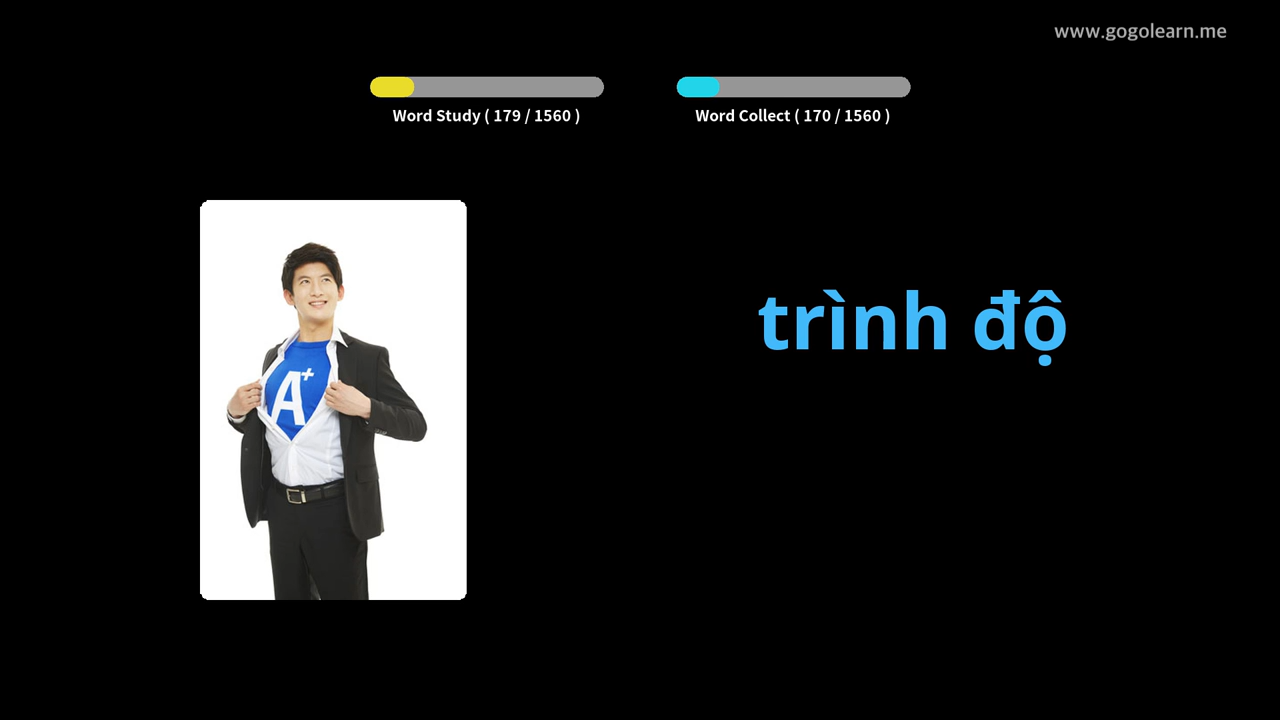 www.gogolearn.me
Word Study ( 179 / 1560 )
Word Collect ( 170 / 1560 )
A+
trình độ